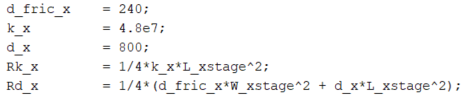 d_fric_x = 240;
k_x = 4.8e7;
d_x = 800;
Rk_x = 1/4*k_x*L_xstage^2;
Rd_x = 1/4*(d_fric_x*W_xstage^2 + d_x*L_xstage^2);